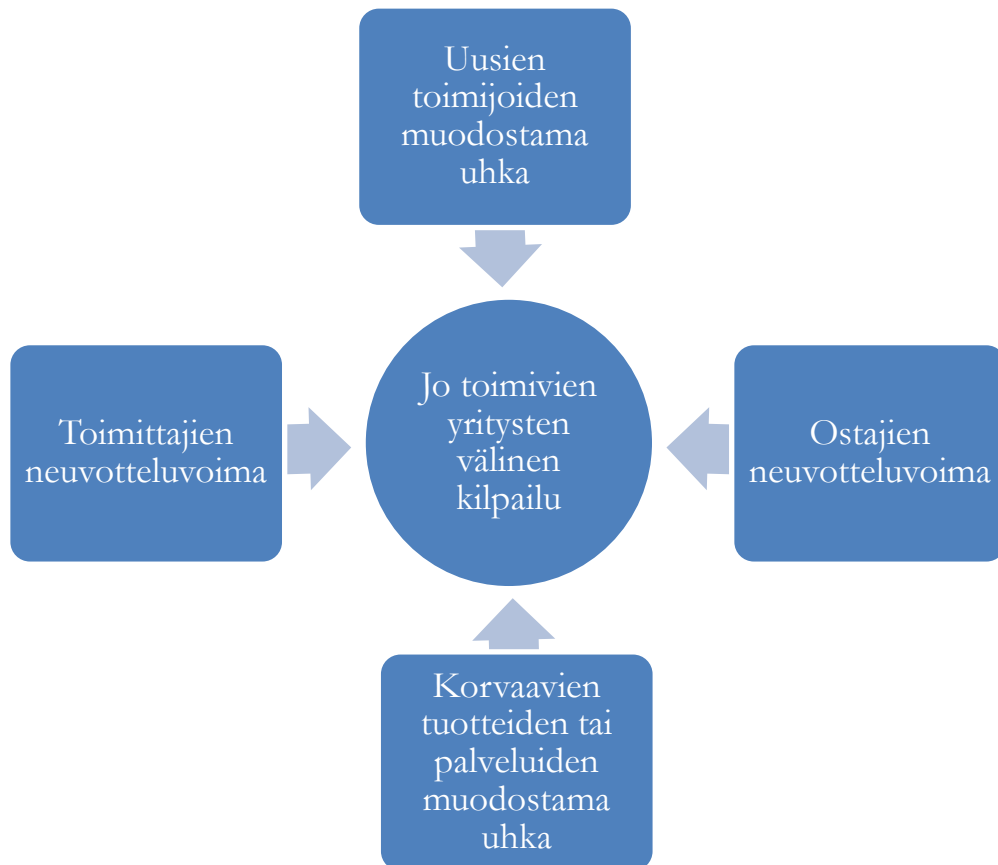 Uusien
toimijoiden
muodostama
uhka
Toimittajien
neuvotteluvoima
Jo toimivien
yritysten
välinen
kilpailu
Ostajien
neuvotteluvoima
Korvaavien
tuotteiden tai
palveluiden
muodostama
uhka